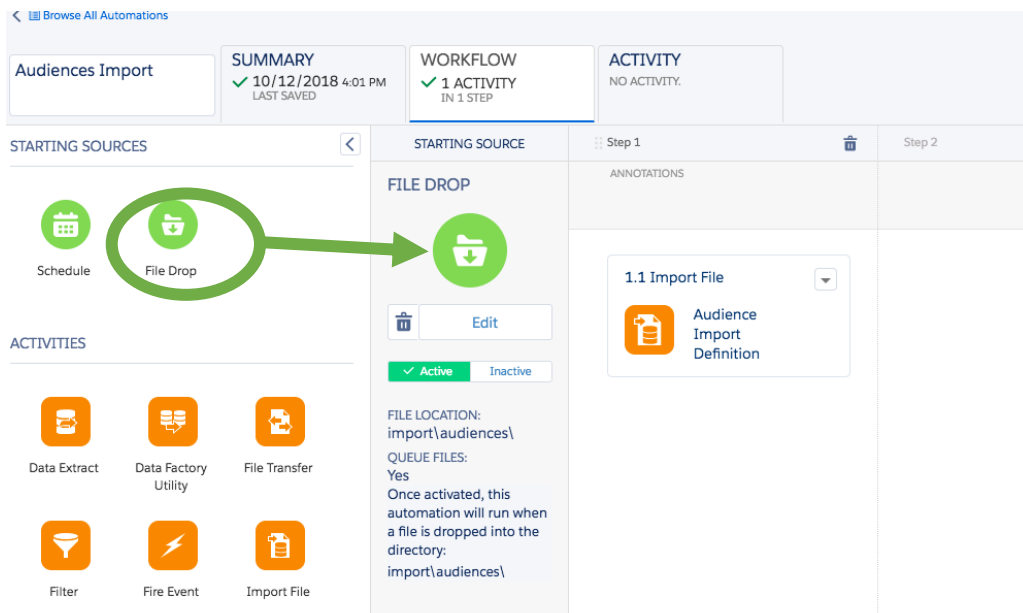 Browse All Automations
Audiences Import
SUMMARY
10/12/2018 4:01 PM
LAST SAVED
WORKFLOW
1 ACTIVITY
IN 1 STEP
ACTIVITY
NO ACTIVITY.
STARTING SOURCES
Schedule
File Drop
ACTIVITIES
Data Extract
Data Factory
Utility
File Transfer
Filter
Fire Event
Import File
STARTING SOURCE
FILE DROP
Edit
Active
Inactive
FILE LOCATION:
import\audiences\
QUEUE FILES:
Yes
Once activated, this
automation will run when
a file is dropped into the
directory:
import\audiences\
Step 1
ANNOTATIONS
1.1 Import File
Audience
Import
Definition
Step 2